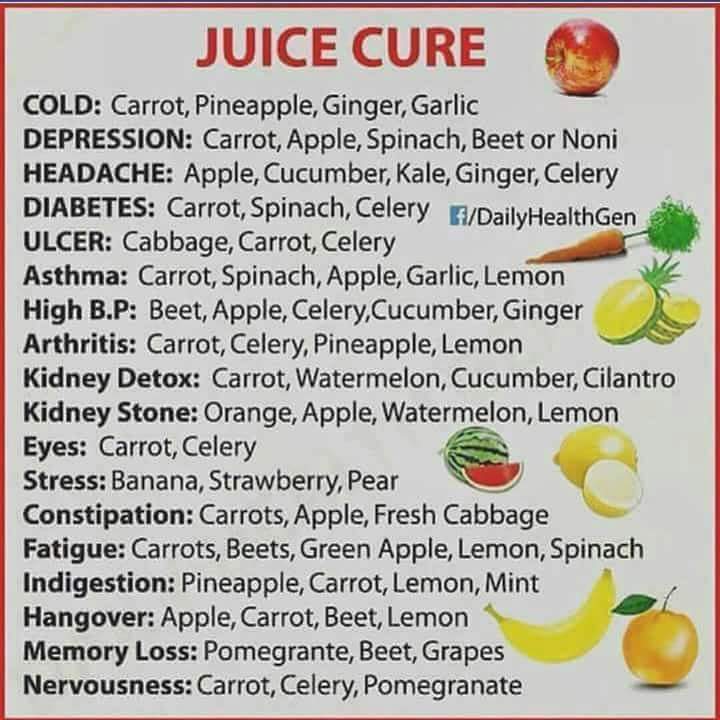 JUICE CURE
COLD: Carrot, Pineapple, Ginger, Garlic
DEPRESSION: Carrot, Apple, Spinach, Beet or Noni
HEADACHE: Apple, Cucumber, Kale, Ginger, Celery
DIABETES: Carrot, Spinach, Celery f/DailyHealthGen
ULCER: Cabbage, Carrot, Celery
Asthma: Carrot, Spinach, Apple, Garlic, Lemon
High B.P: Beet, Apple, Celery,Cucumber, Ginger
Arthritis: Carrot, Celery, Pineapple, Lemon
Kidney Detox: Carrot, Watermelon, Cucumber, Cilantro
Kidney Stone: Orange, Apple, Watermelon, Lemon
Eyes: Carrot, Celery
Stress: Banana, Strawberry, Pear
Constipation: Carrots, Apple, Fresh Cabbage
Fatigue: Carrots, Beets, Green Apple, Lemon, Spinach
Indigestion: Pineapple, Carrot, Lemon, Mint
Hangover: Apple, Carrot, Beet, Lemon
Memory Loss: Pomegrante, Beet, Grapes
Nervousness: Carrot, Celery, Pomegranate